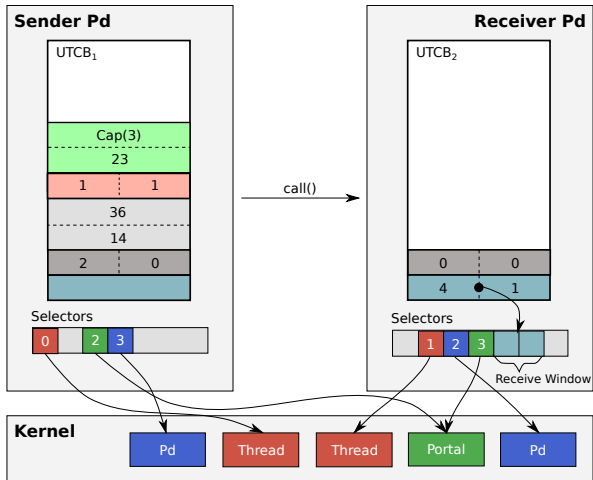 Sender Pd
UTCB1
Cap(3)
23
1 1
36
14
2 0
Selectors
0 2 3
call()
Receiver Pd
UTCB2
0 0
4 1
Selectors
1 2 3
Receive Window
Kernel
Pd Thread Thread Portal Pd